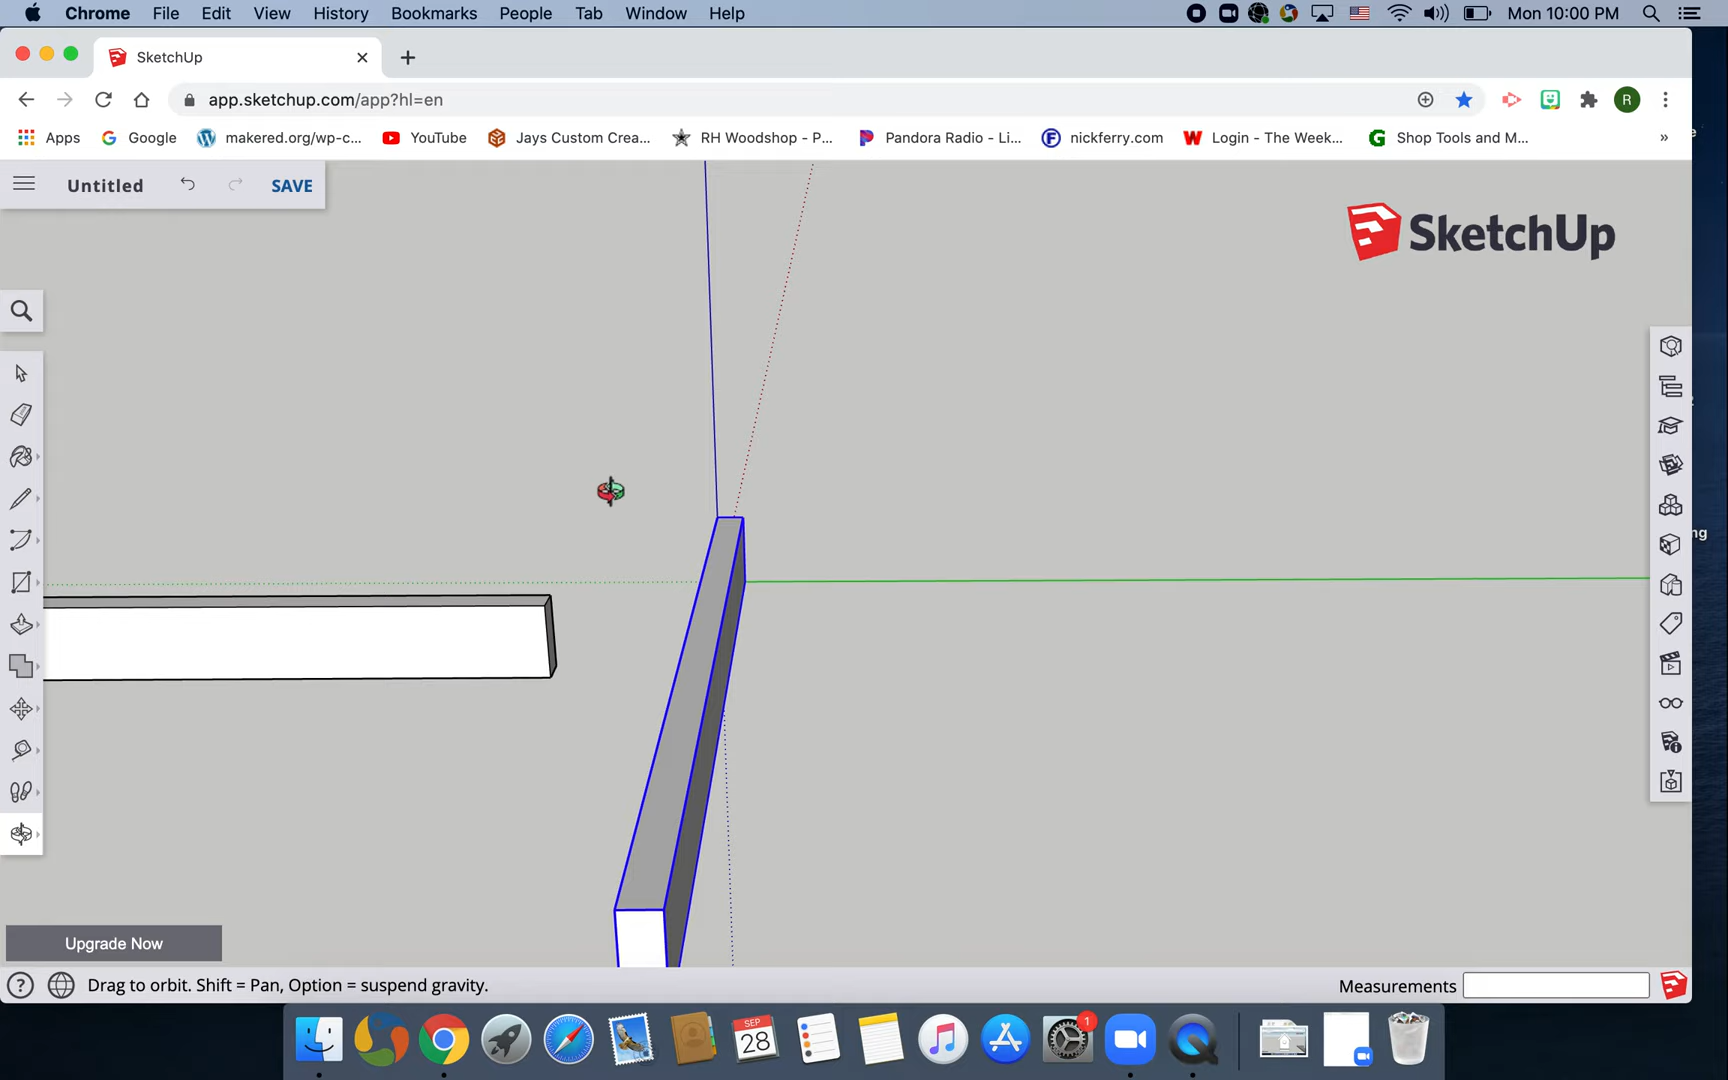 Chrome File Edit View History Bookmarks People Tab Window Help Mon 10:00 PM
SketchUp
app.sketchup.com/app?hl=en R
Apps Google makered.org/wp-c... YouTube Jays Custom Crea... RH Woodshop - P... Pandora Radio - Li... nickferry.com Login - The Week... Shop Tools and M... »
Untitled SAVE
SketchUp
ng
Upgrade Now
Drag to orbit. Shift = Pan, Option = suspend gravity. Measurements
SEP
28
1